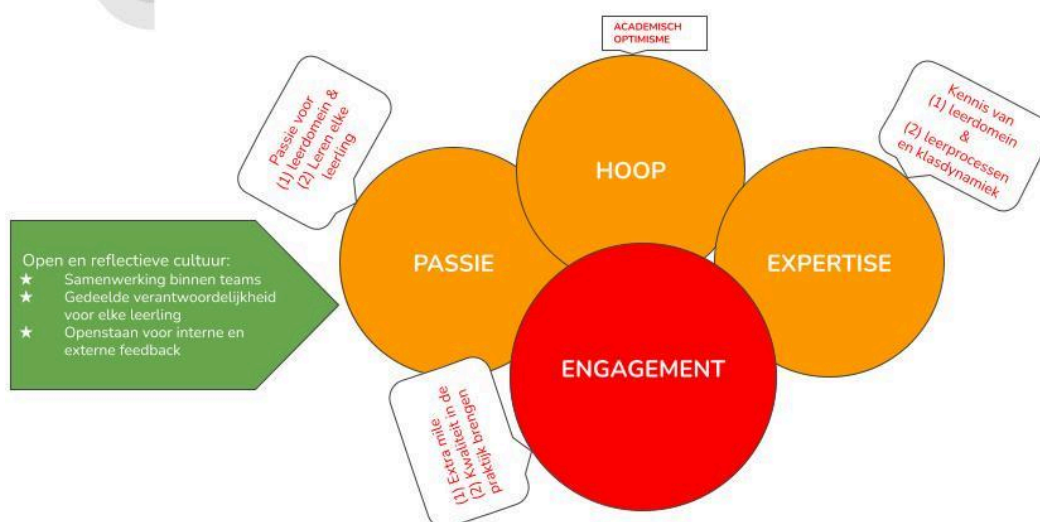 ACADEMISCH
OPTIMISME
Passie voor
(1) leerdomein &
(2) Leren elke
leerling
Kennis van
(1) leerdomein
&
(2) leerprocessen
en klasdynamiek
HOOP
PASSIE
EXPERTISE
Open en reflectieve cultuur:
★ Samenwerking binnen teams
★ Gedeelde verantwoordelijkheid
voor elke leerling
★ Openstaan voor interne en
externe feedback
ENGAGEMENT
(1) Extra mile
(2) Kwaliteit in de
praktijk brengen